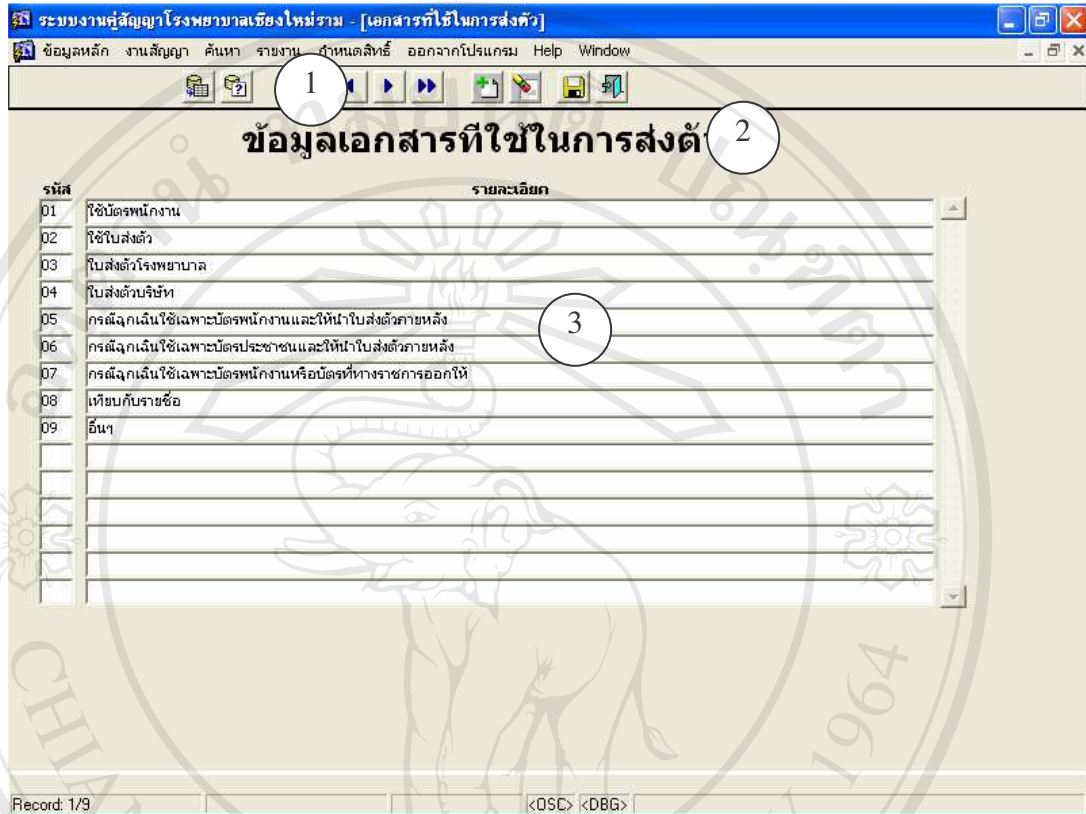 ระบบงานคู่สัญญาโรงพยาบาลเชียงใหม่ราม - [เอกสารที่ใช้ในการส่งตัว]
ข้อมูลหลัก งานสัญญา ค้นหา รายงาน กำหนดสิทธิ์ ออกจากโปรแกรม Help Window
1
ข้อมูลเอกสารที่ใช้ในการส่งตั
2
รหัส รายละเอียด
01 ใช้บัตรพนักงาน
02 ใช้ใบส่งตัว
03 ใบส่งตัวโรงพยาบาล
04 ใบส่งตัวบริษัท
05 กรณีฉุกเฉินใช้เฉพาะบัตรพนักงานและให้นำใบส่งตัวภายหลัง
3
06 กรณีฉุกเฉินใช้เฉพาะบัตรประชาชนและให้นำใบส่งตัวภายหลัง
07 กรณีฉุกเฉินใช้เฉพาะบัตรพนักงานหรือบัตรที่ทางราชการออกให้
08 เทียบกับรายชื่อ
09 อื่นๆ
1964
Record: 1/9 <OSC> <DBG>